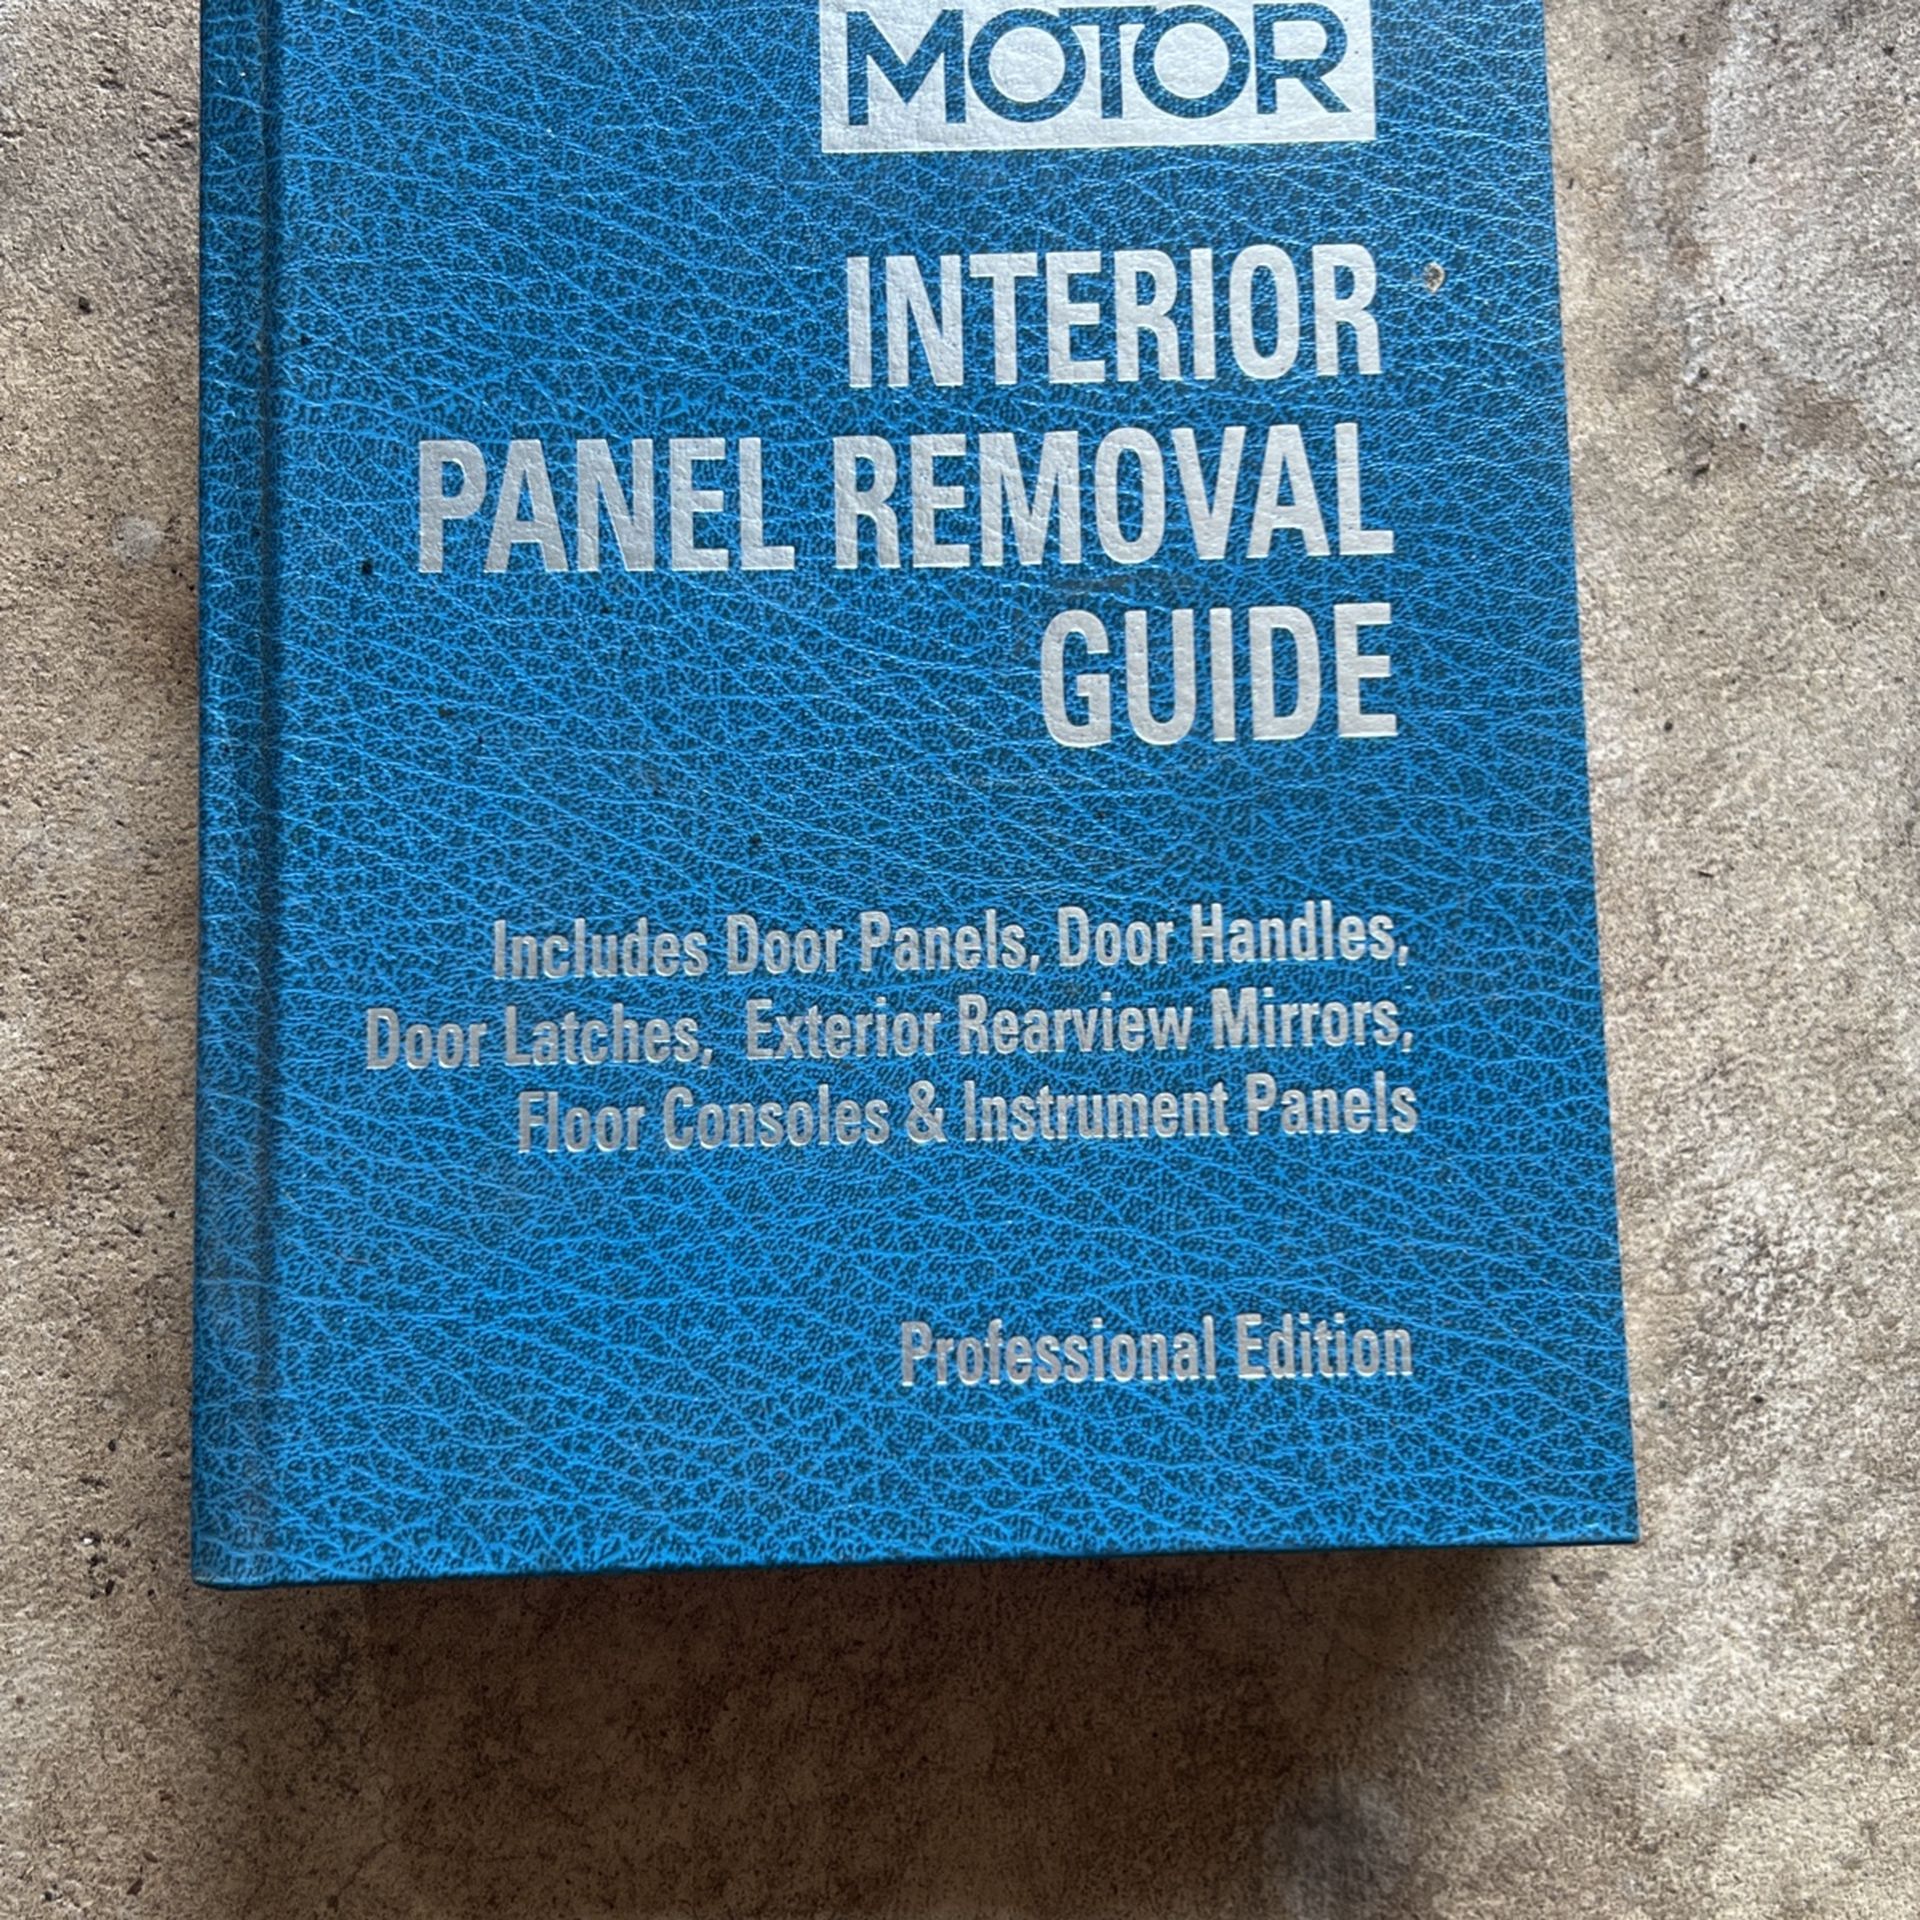 MOTOR
INTERIOR
PANEL REMOVAL
GUIDE
Includes Door Panels, Door Handles,
Door Latches, Exterior Rearview Mirrors,
Floor Consoles & Instrument Panels
Professional Edition